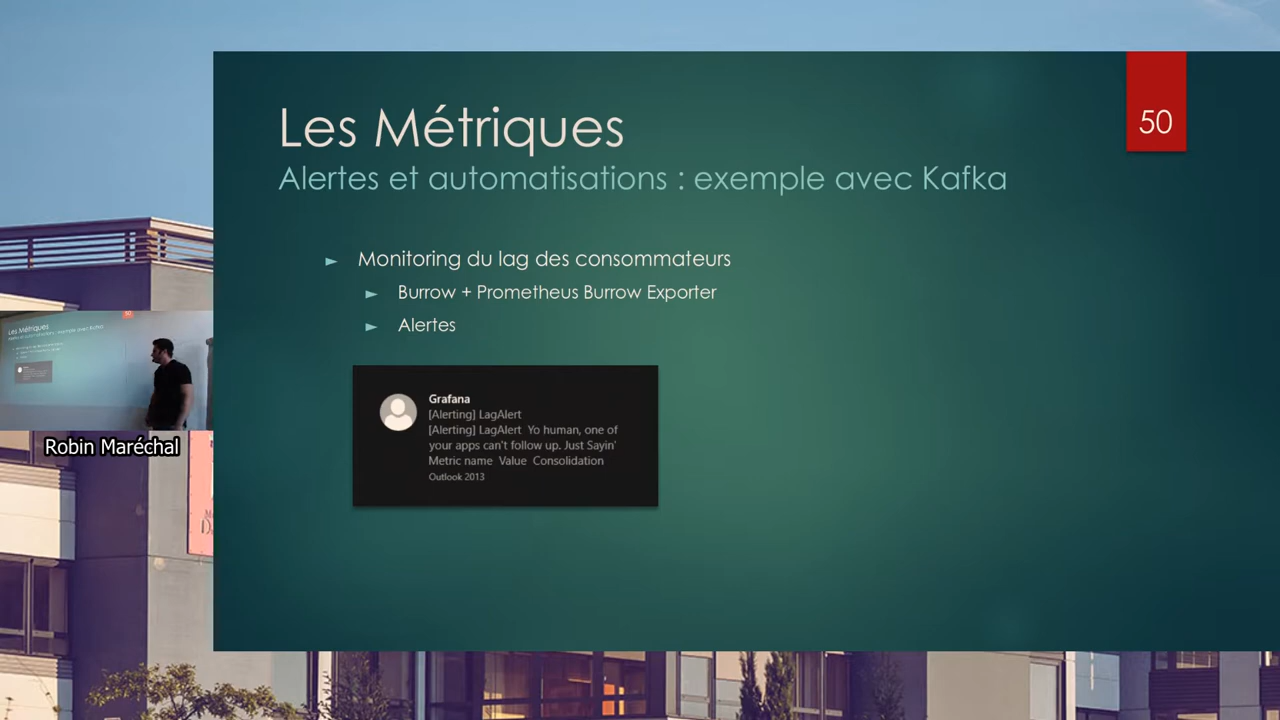 Les Métriques
50
Alertes et automatisations : exemple avec Kafka
► Monitoring du lag des consommateurs
► Burrow + Prometheus Burrow Exporter
► Alertes
Grafana
[Alerting] LagAlert
[Alerting] LagAlert Yo human, one of
your apps can't follow up. Just Sayin'
Metric name Value Consolidation
Outlook 2013
Les Métriques
Robin Maréchal